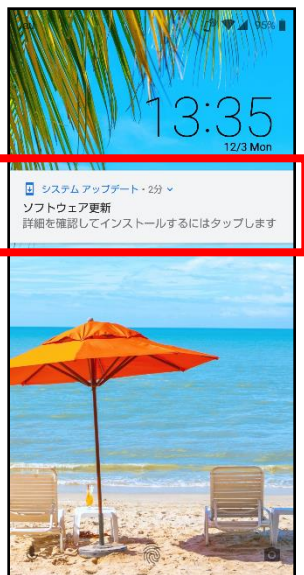 95%
13:35
12/3 Mon
システム アップデート • 2分
ソフトウェア更新
詳細を確認してインストールするにはタップします